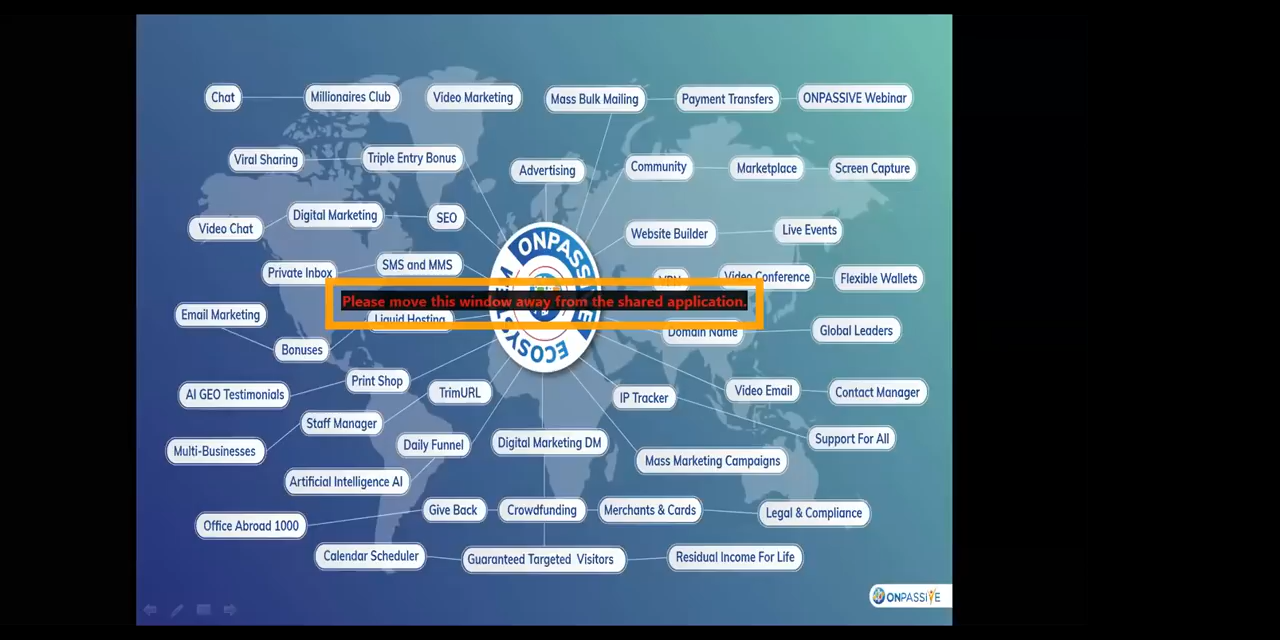 Chat
Millionaires Club
Video Marketing
Mass Bulk Mailing
Payment Transfers
ONPASSIVE Webinar
Viral Sharing
Triple Entry Bonus
Advertising
Community
Marketplace
Screen Capture
Video Chat
Digital Marketing
SEO
Website Builder
Live Events
Private Inbox
SMS and MMS
VPN
Video Conference
Flexible Wallets
ONPASSIVE
ECOSYSTEM
Please move this window away from the shared application.
Email Marketing
Liquid Hosting
Domain Name
Global Leaders
Bonuses
AI GEO Testimonials
Print Shop
TrimURL
IP Tracker
Video Email
Contact Manager
Multi-Businesses
Staff Manager
Daily Funnel
Digital Marketing DM
Mass Marketing Campaigns
Support For All
Artificial Intelligence AI
Office Abroad 1000
Give Back
Crowdfunding
Merchants & Cards
Legal & Compliance
Calendar Scheduler
Guaranteed Targeted Visitors
Residual Income For Life
ONPASSIVE